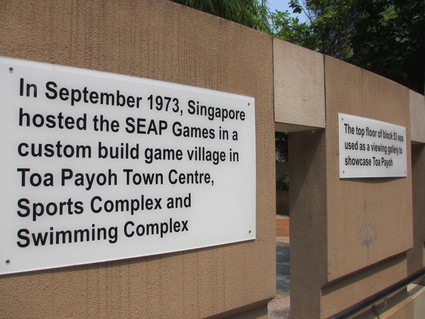 In September 1973, Singapore
hosted the SEAP Games in a
custom build game village in
Toa Payoh Town Centre,
Sports Complex and
Swimming Complex
The top floor of block 53 was
used as a viewing gallery to
showcase Toa Payoh